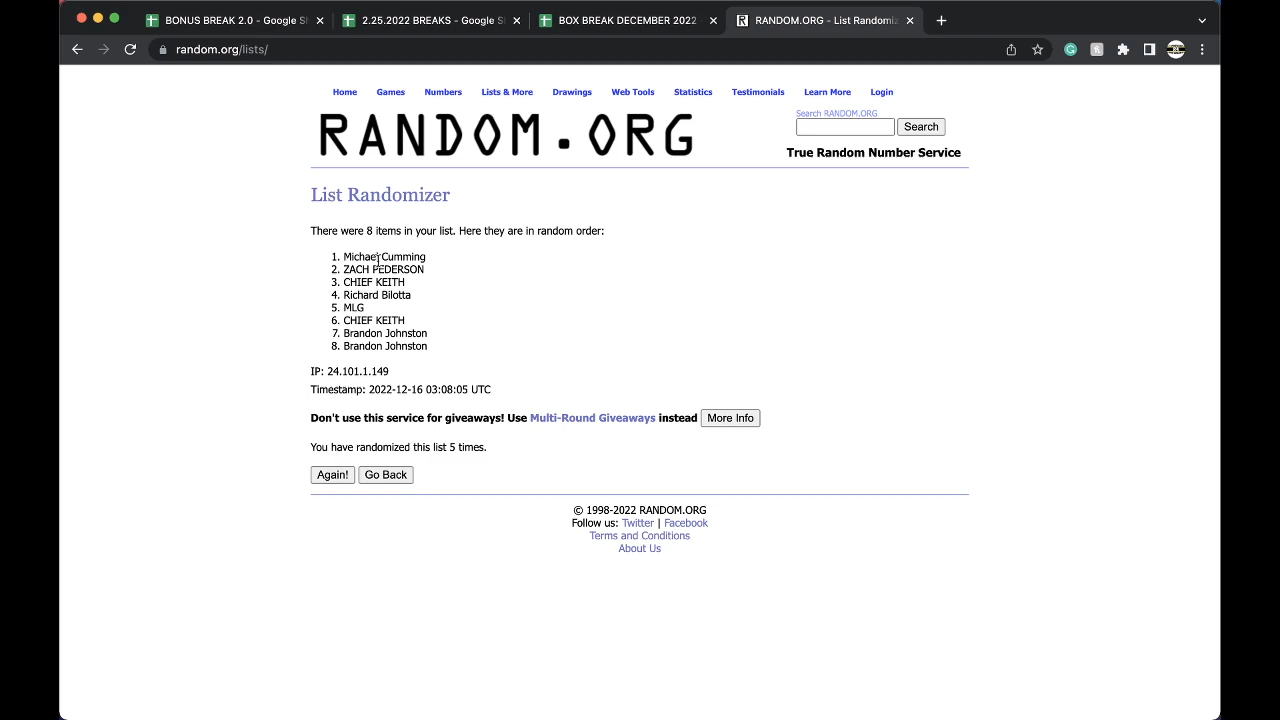 BONUS BREAK 2.0 - Google Sh
2.25.2022 BREAKS - Google Sh
BOX BREAK DECEMBER 2022
RANDOM.ORG - List Randomiz
random.org/lists/
Home Games Numbers Lists & More Drawings Web Tools Statistics Testimonials Learn More Login
Search RANDOM.ORG
RANDOM.ORG
Search
True Random Number Service
List Randomizer
There were 8 items in your list. Here they are in random order:
1. Michael Cumming
2. ZACH PEDERSON
3. CHIEF KEITH
4. Richard Bilotta
5. MLG
6. CHIEF KEITH
7. Brandon Johnston
8. Brandon Johnston
IP: 24.101.1.149
Timestamp: 2022-12-16 03:08:05 UTC
Don't use this service for giveaways! Use Multi-Round Giveaways instead More Info
You have randomized this list 5 times.
Again! Go Back
© 1998-2022 RANDOM.ORG
Follow us: Twitter | Facebook
Terms and Conditions
About Us